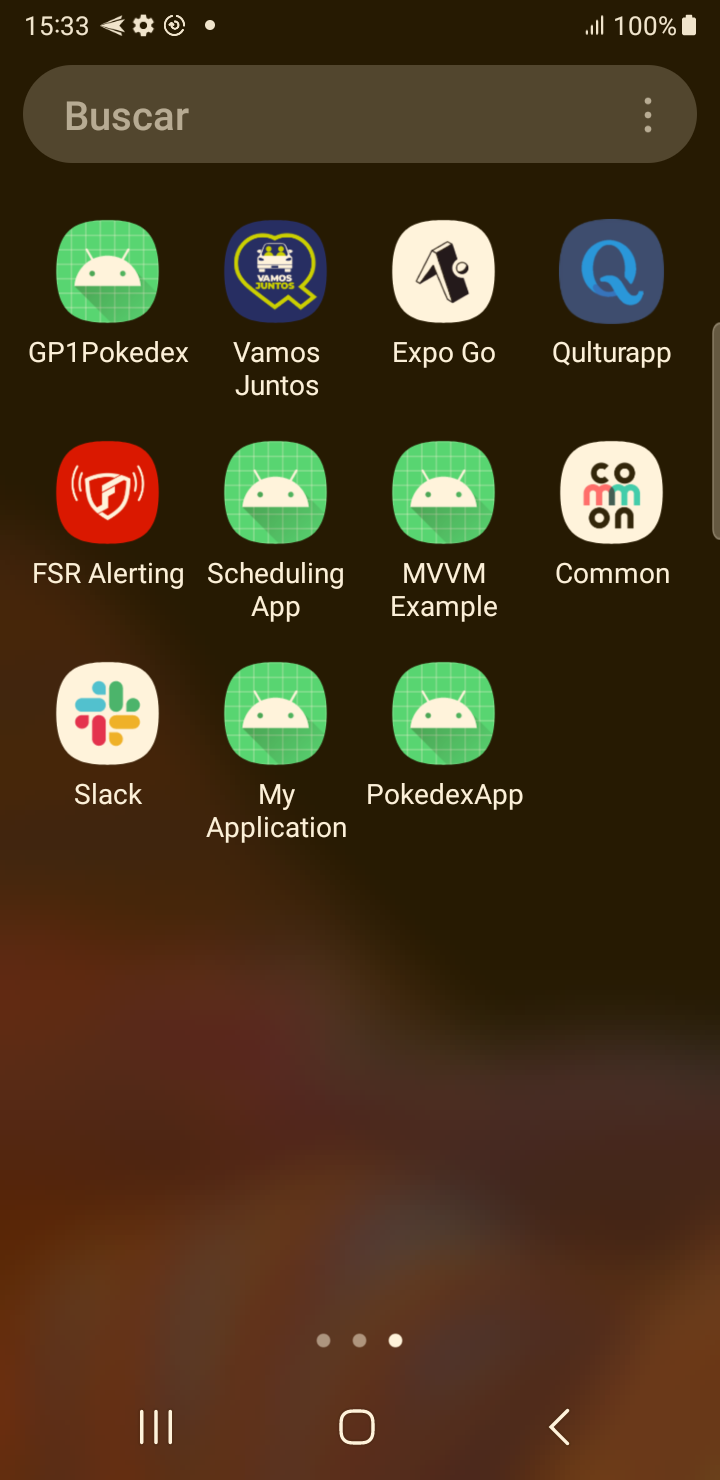 15:33
100%
Buscar
VAMOS
JUNTOS
GP1Pokedex
Vamos
Juntos
Expo Go
Qulturapp
co
mm
on
FSR Alerting
Scheduling
App
MVVM
Example
Common
Slack
My
Application
PokedexApp